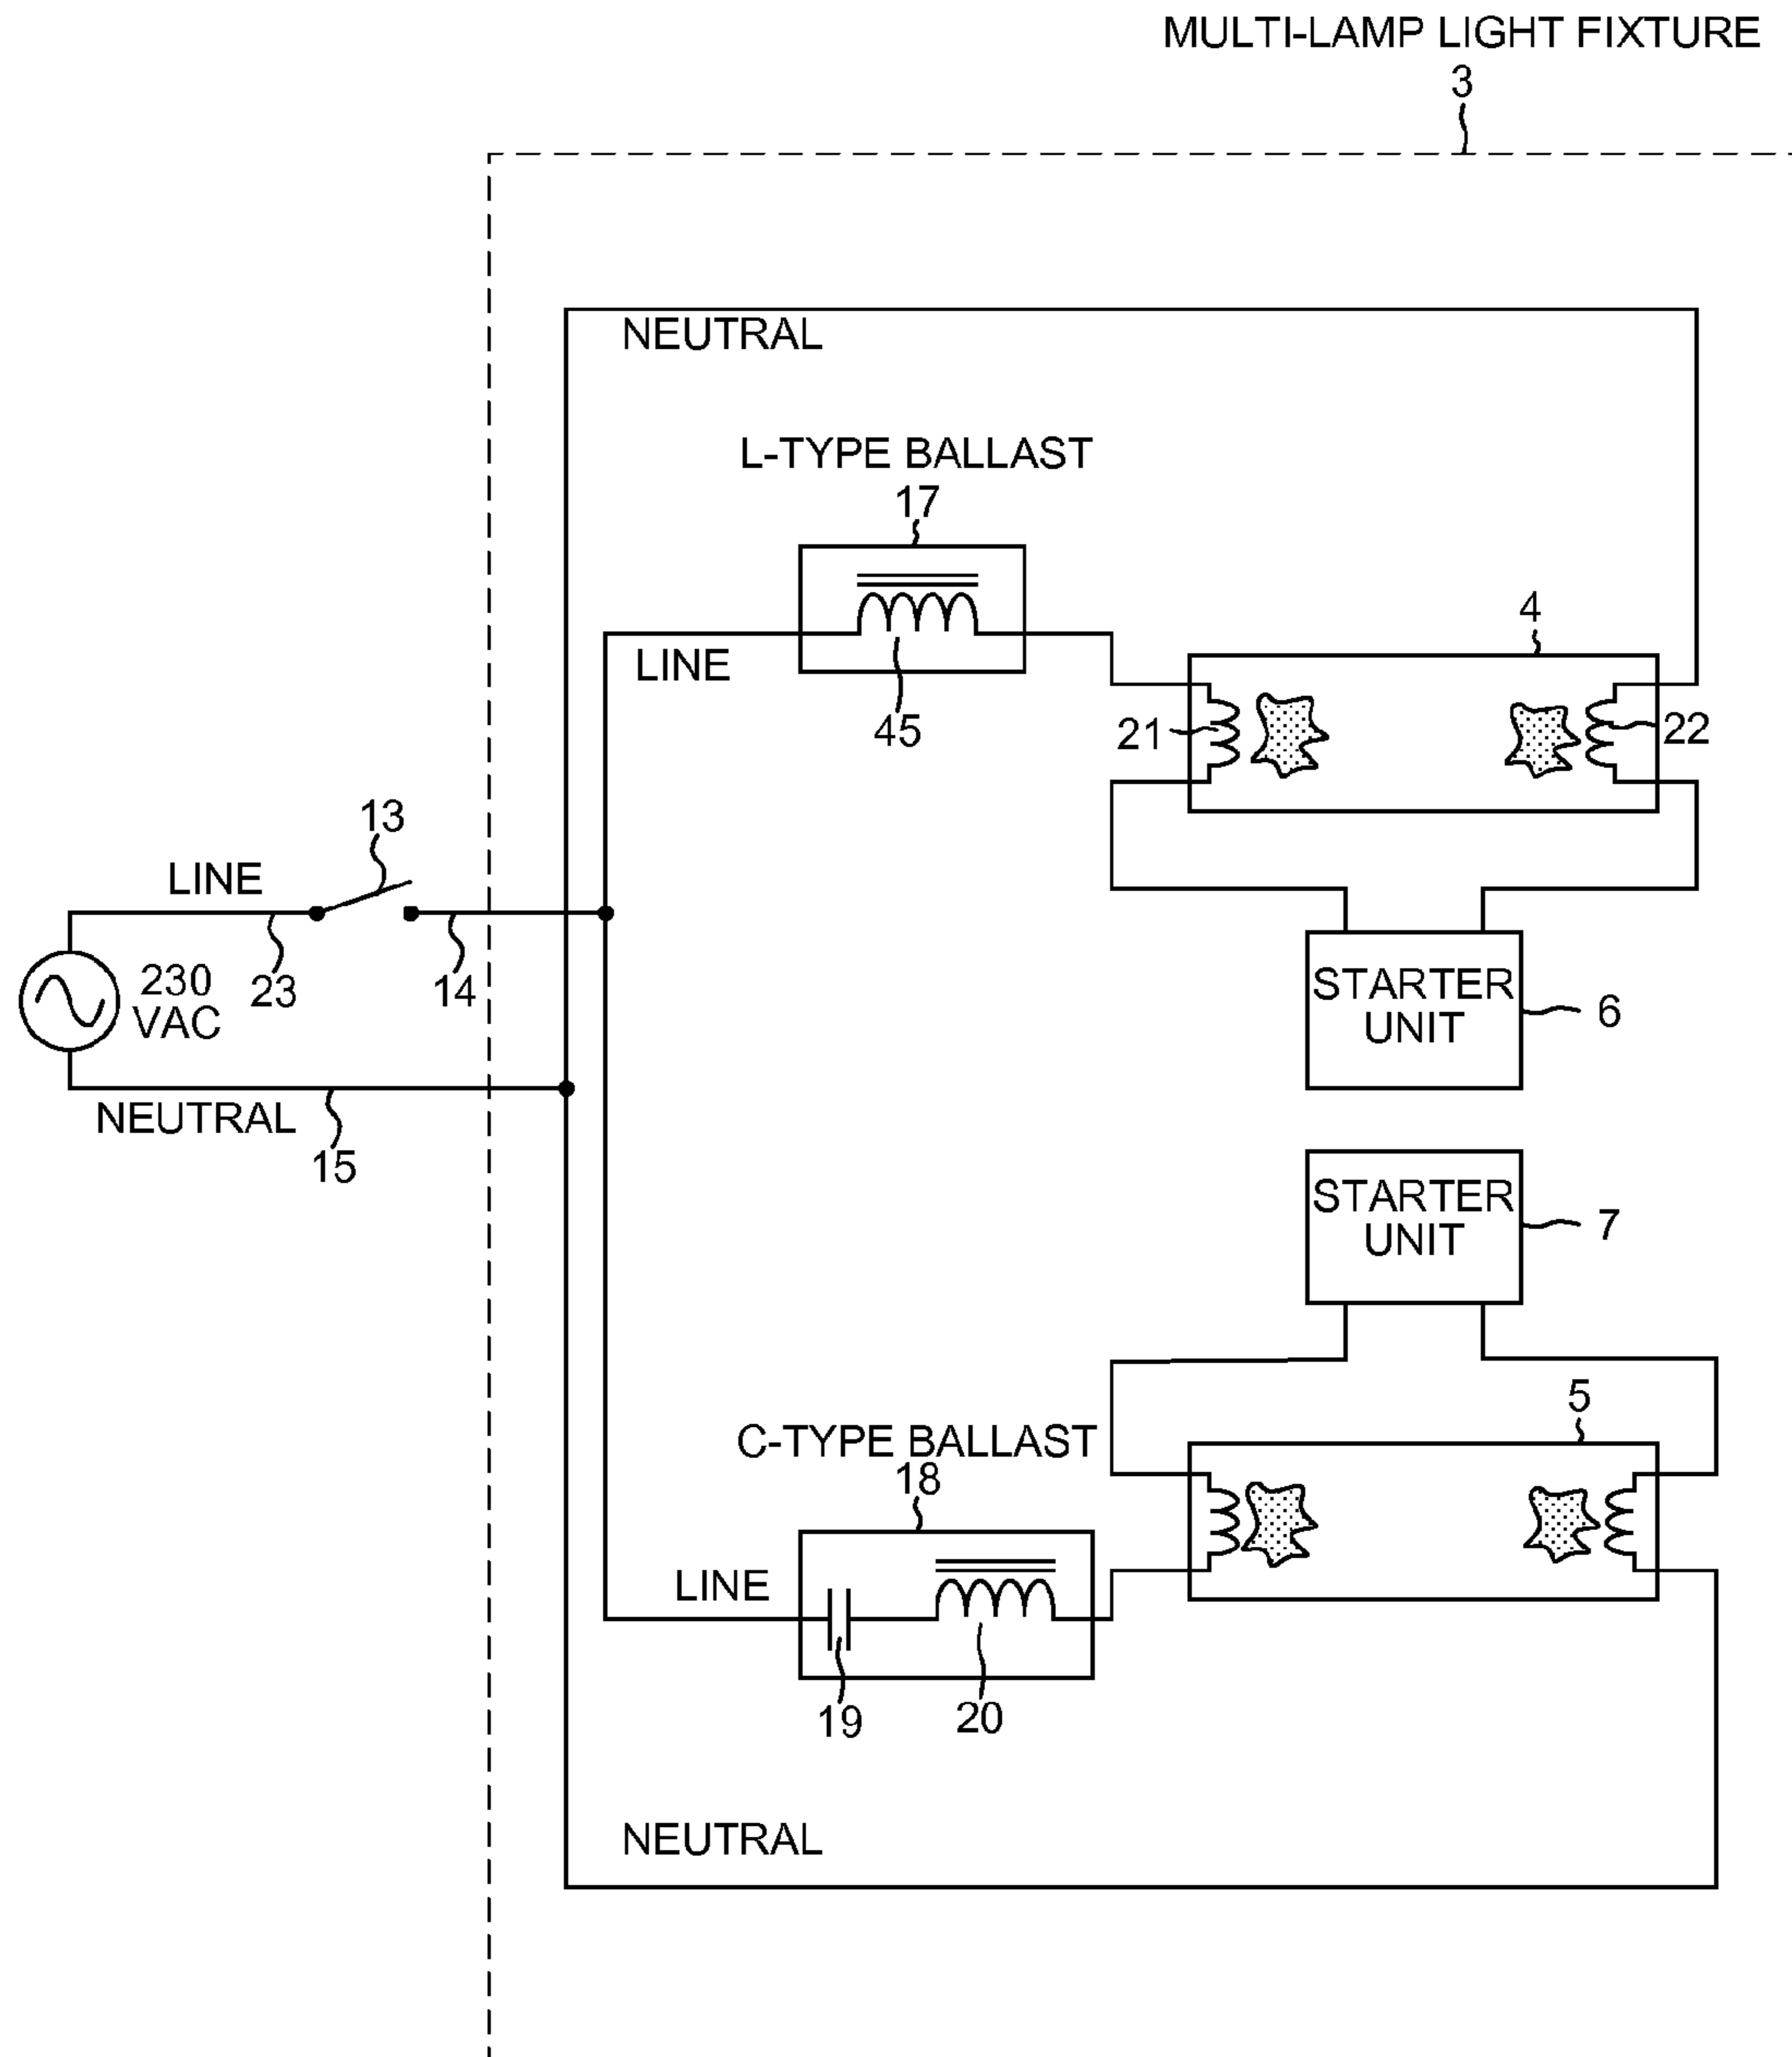 MULTI-LAMP LIGHT FIXTURE
3
NEUTRAL
L-TYPE BALLAST
17
LINE
45
4
21
22
13
LINE
23
14
230
VAC
NEUTRAL
15
STARTER
UNIT
6
STARTER
UNIT
7
5
C-TYPE BALLAST
18
LINE
19
20
NEUTRAL